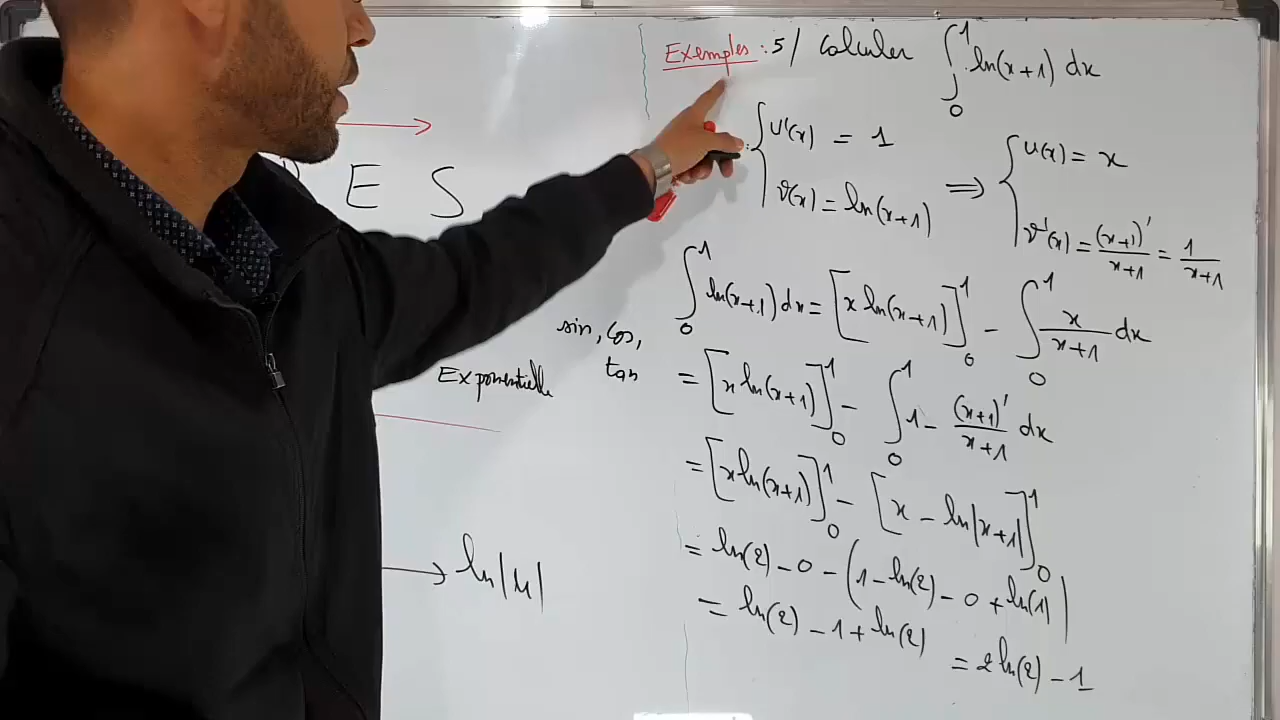 Exemples : 5/ Calculer ∫₀¹ ln(x+1) dx
{ u'(x) = 1
v(x) = ln(x+1)
⟹ { u(x) = x
v'(x) = (x+1)'/(x+1) = 1/(x+1)
∫₀¹ ln(x+1) dx = [x ln(x+1)]₀¹ - ∫₀¹ x/(x+1) dx
= [x ln(x+1)]₀¹ - ∫₀¹ 1 - (x+1)'/(x+1) dx
= [x ln(x+1)]₀¹ - [x - ln|x+1|]₀¹
= ln(2) - 0 - (1 - ln(2) - 0 + ln(1))
= ln(2) - 1 + ln(2) = 2 ln(2) - 1
E S
sin, cos,
tan
Exponentielle
→ ln|u|